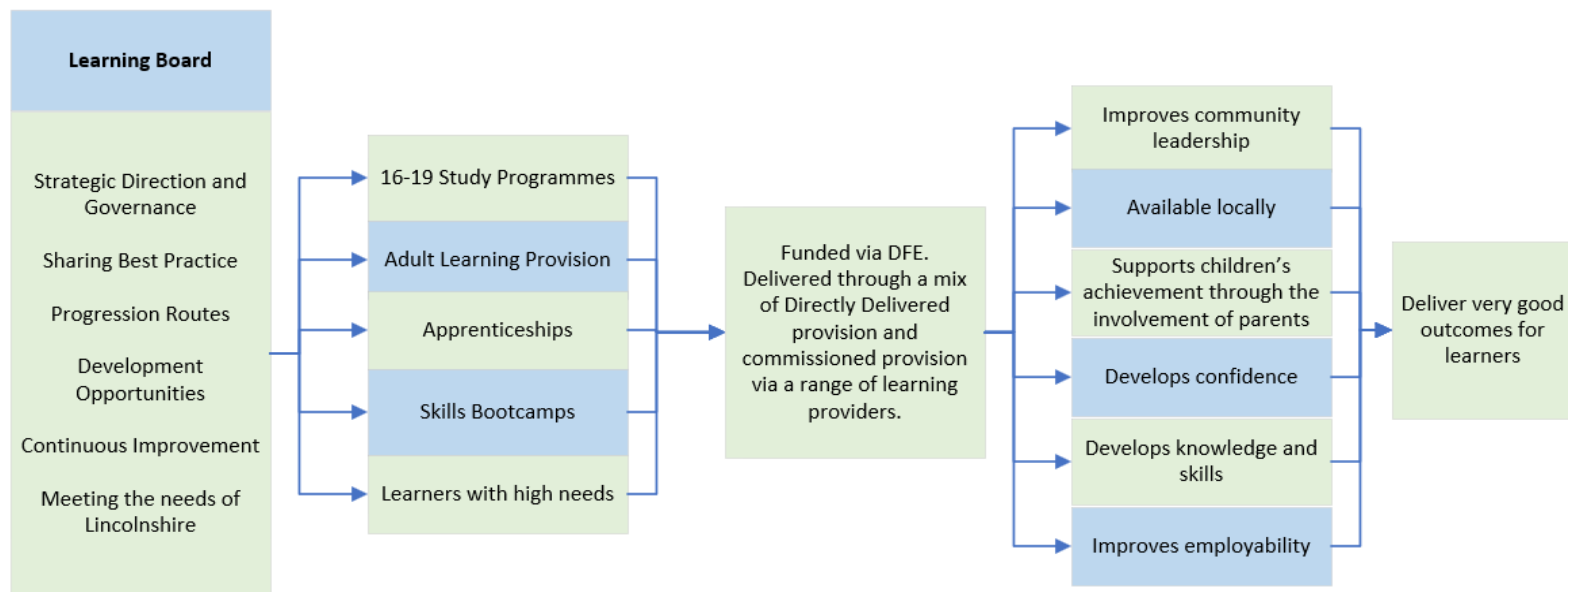 Learning Board
Strategic Direction and
Governance
Sharing Best Practice
Progression Routes
Development
Opportunities
Continuous Improvement
Meeting the needs of
Lincolnshire
16-19 Study Programmes
Adult Learning Provision
Apprenticeships
Skills Bootcamps
Learners with high needs
Funded via DFE.
Delivered through a mix
of Directly Delivered
provision and
commissioned provision
via a range of learning
providers.
Improves community
leadership
Available locally
Supports children’s
achievement through the
involvement of parents
Develops confidence
Develops knowledge and
skills
Improves employability
Deliver very good
outcomes for
learners